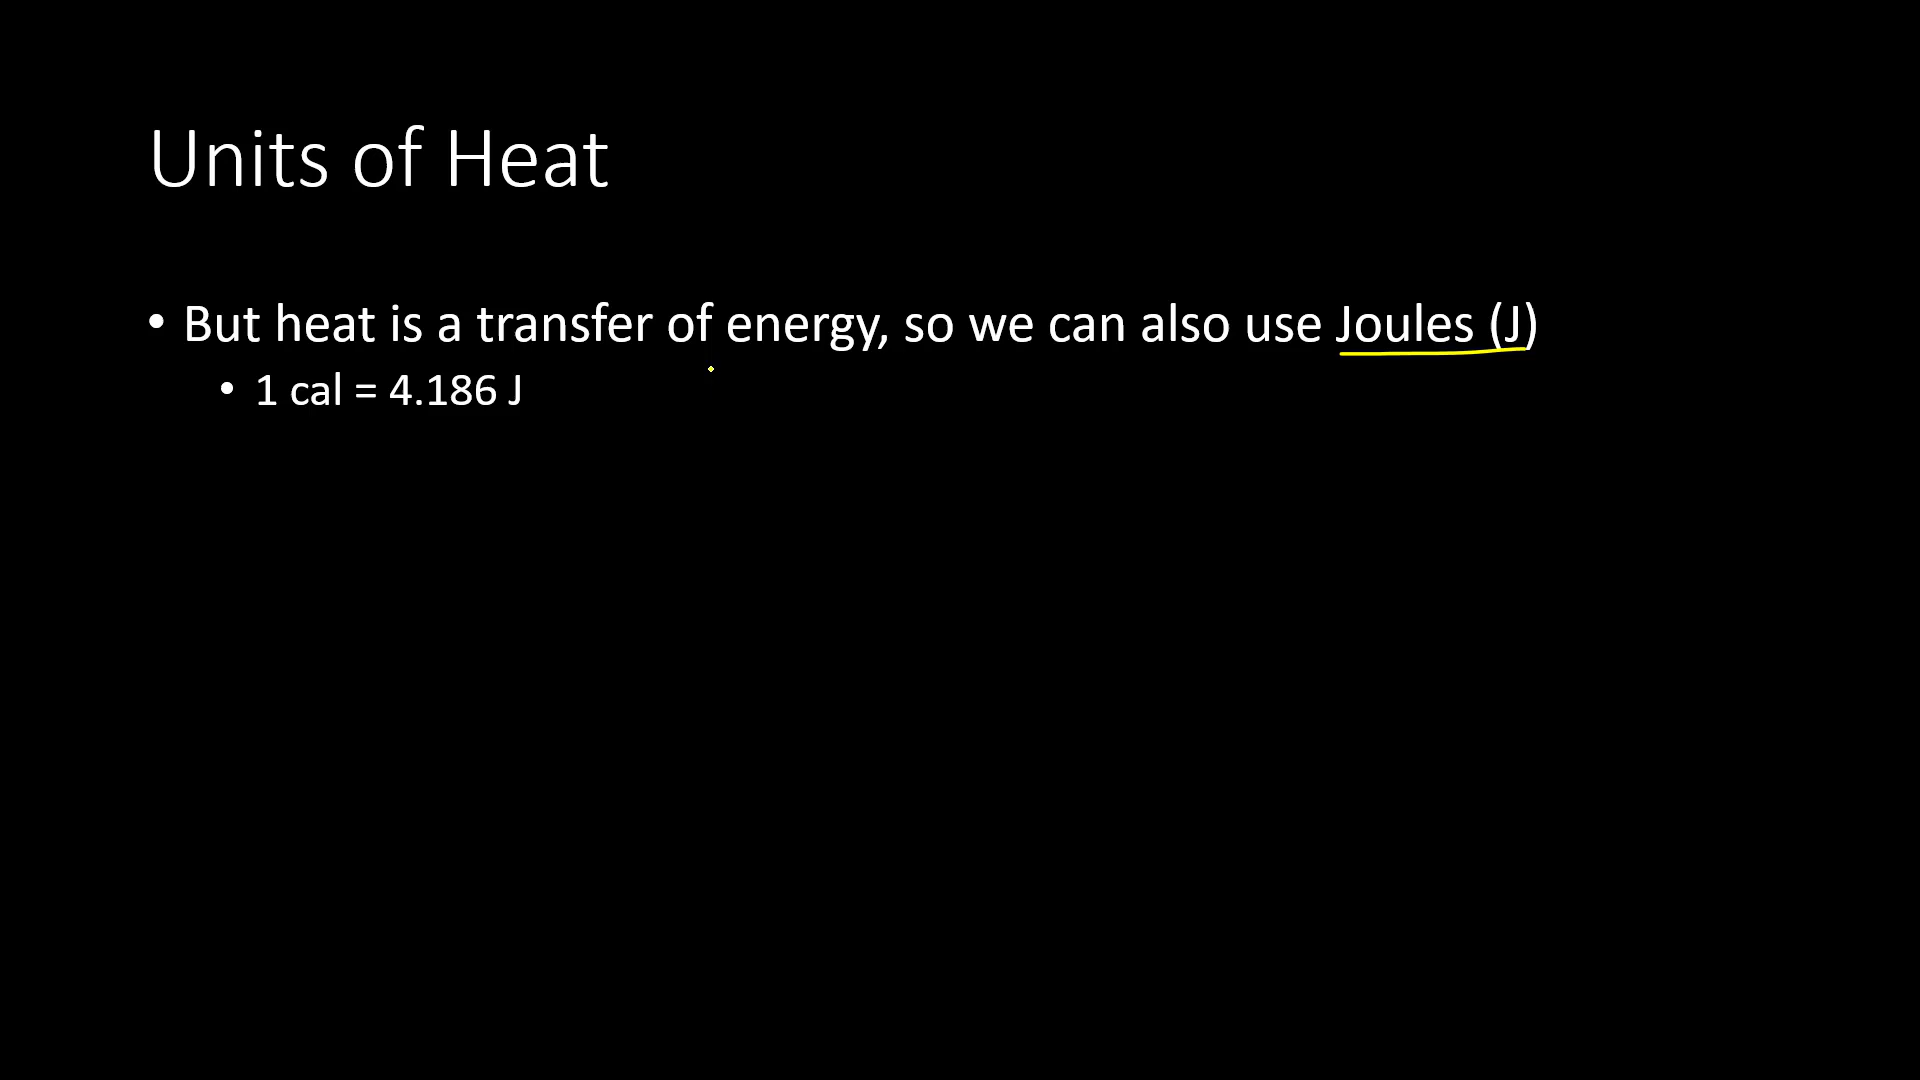 Units of Heat
• But heat is a transfer of energy, so we can also use Joules (J)
• 1 cal = 4.186 J